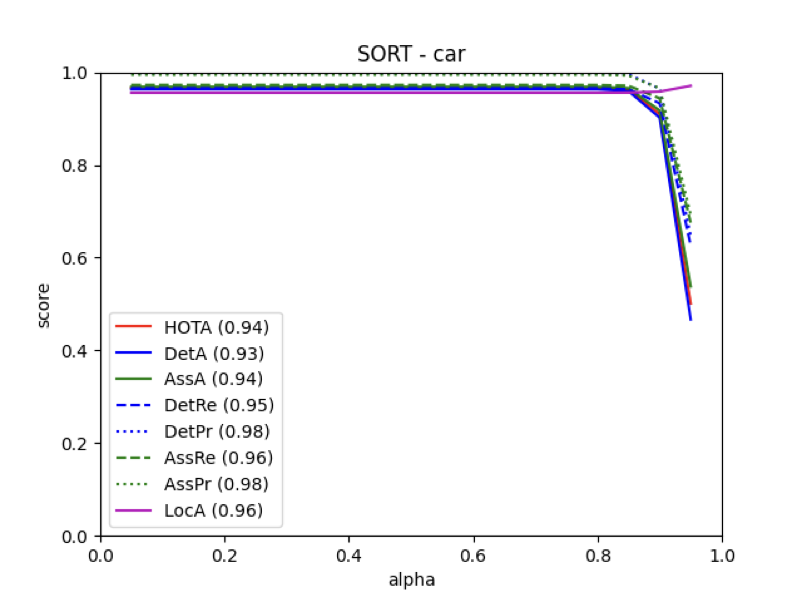 SORT - car
1.0
0.8
0.6
0.4
0.2
0.0
score
HOTA (0.94)
DetA (0.93)
AssA (0.94)
DetRe (0.95)
DetPr (0.98)
AssRe (0.96)
AssPr (0.98)
LocA (0.96)
0.0 0.2 0.4 0.6 0.8 1.0
alpha